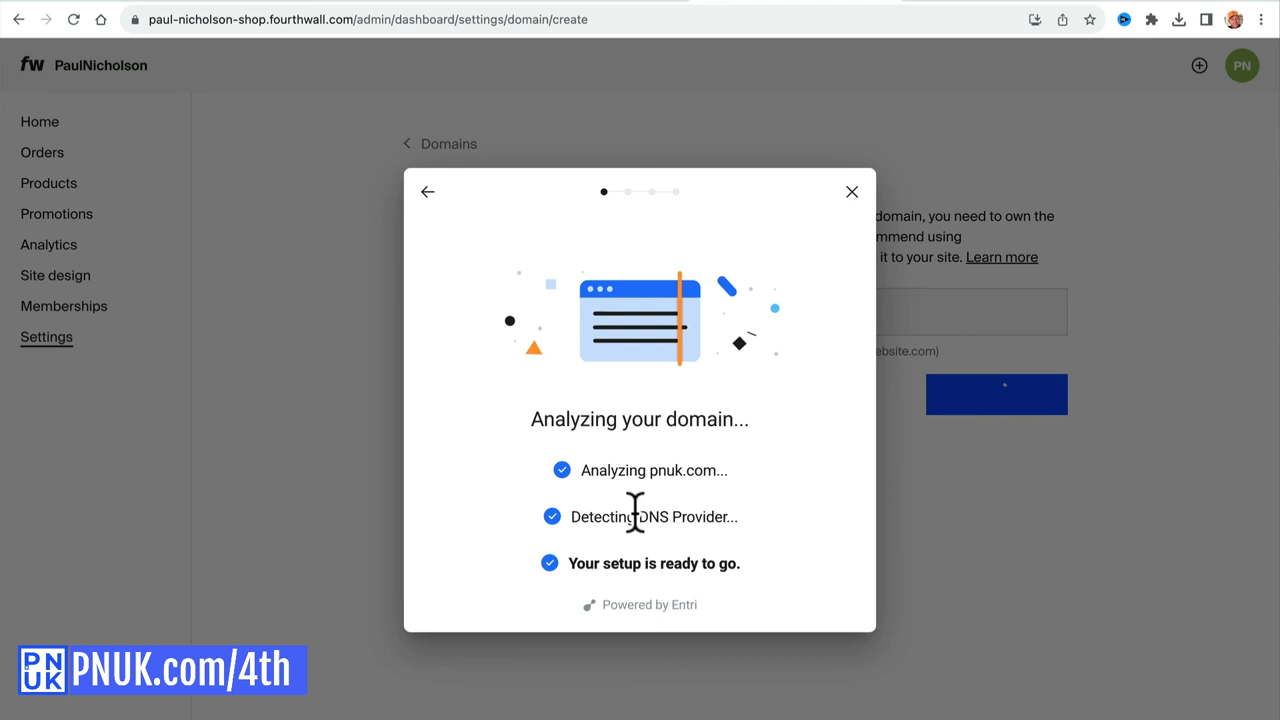 paul-nicholson-shop.fourthwall.com/admin/dashboard/settings/domain/create
fw PaulNicholson
PN
Home
Orders
Products
Promotions
Analytics
Site design
Memberships
Settings
Domains
domain, you need to own the
mmend using
it to your site. Learn more
ebsite.com)
Analyzing your domain...
Analyzing pnuk.com...
Detecting DNS Provider...
Your setup is ready to go.
Powered by Entri
PN
UK
PNUK.com/4th